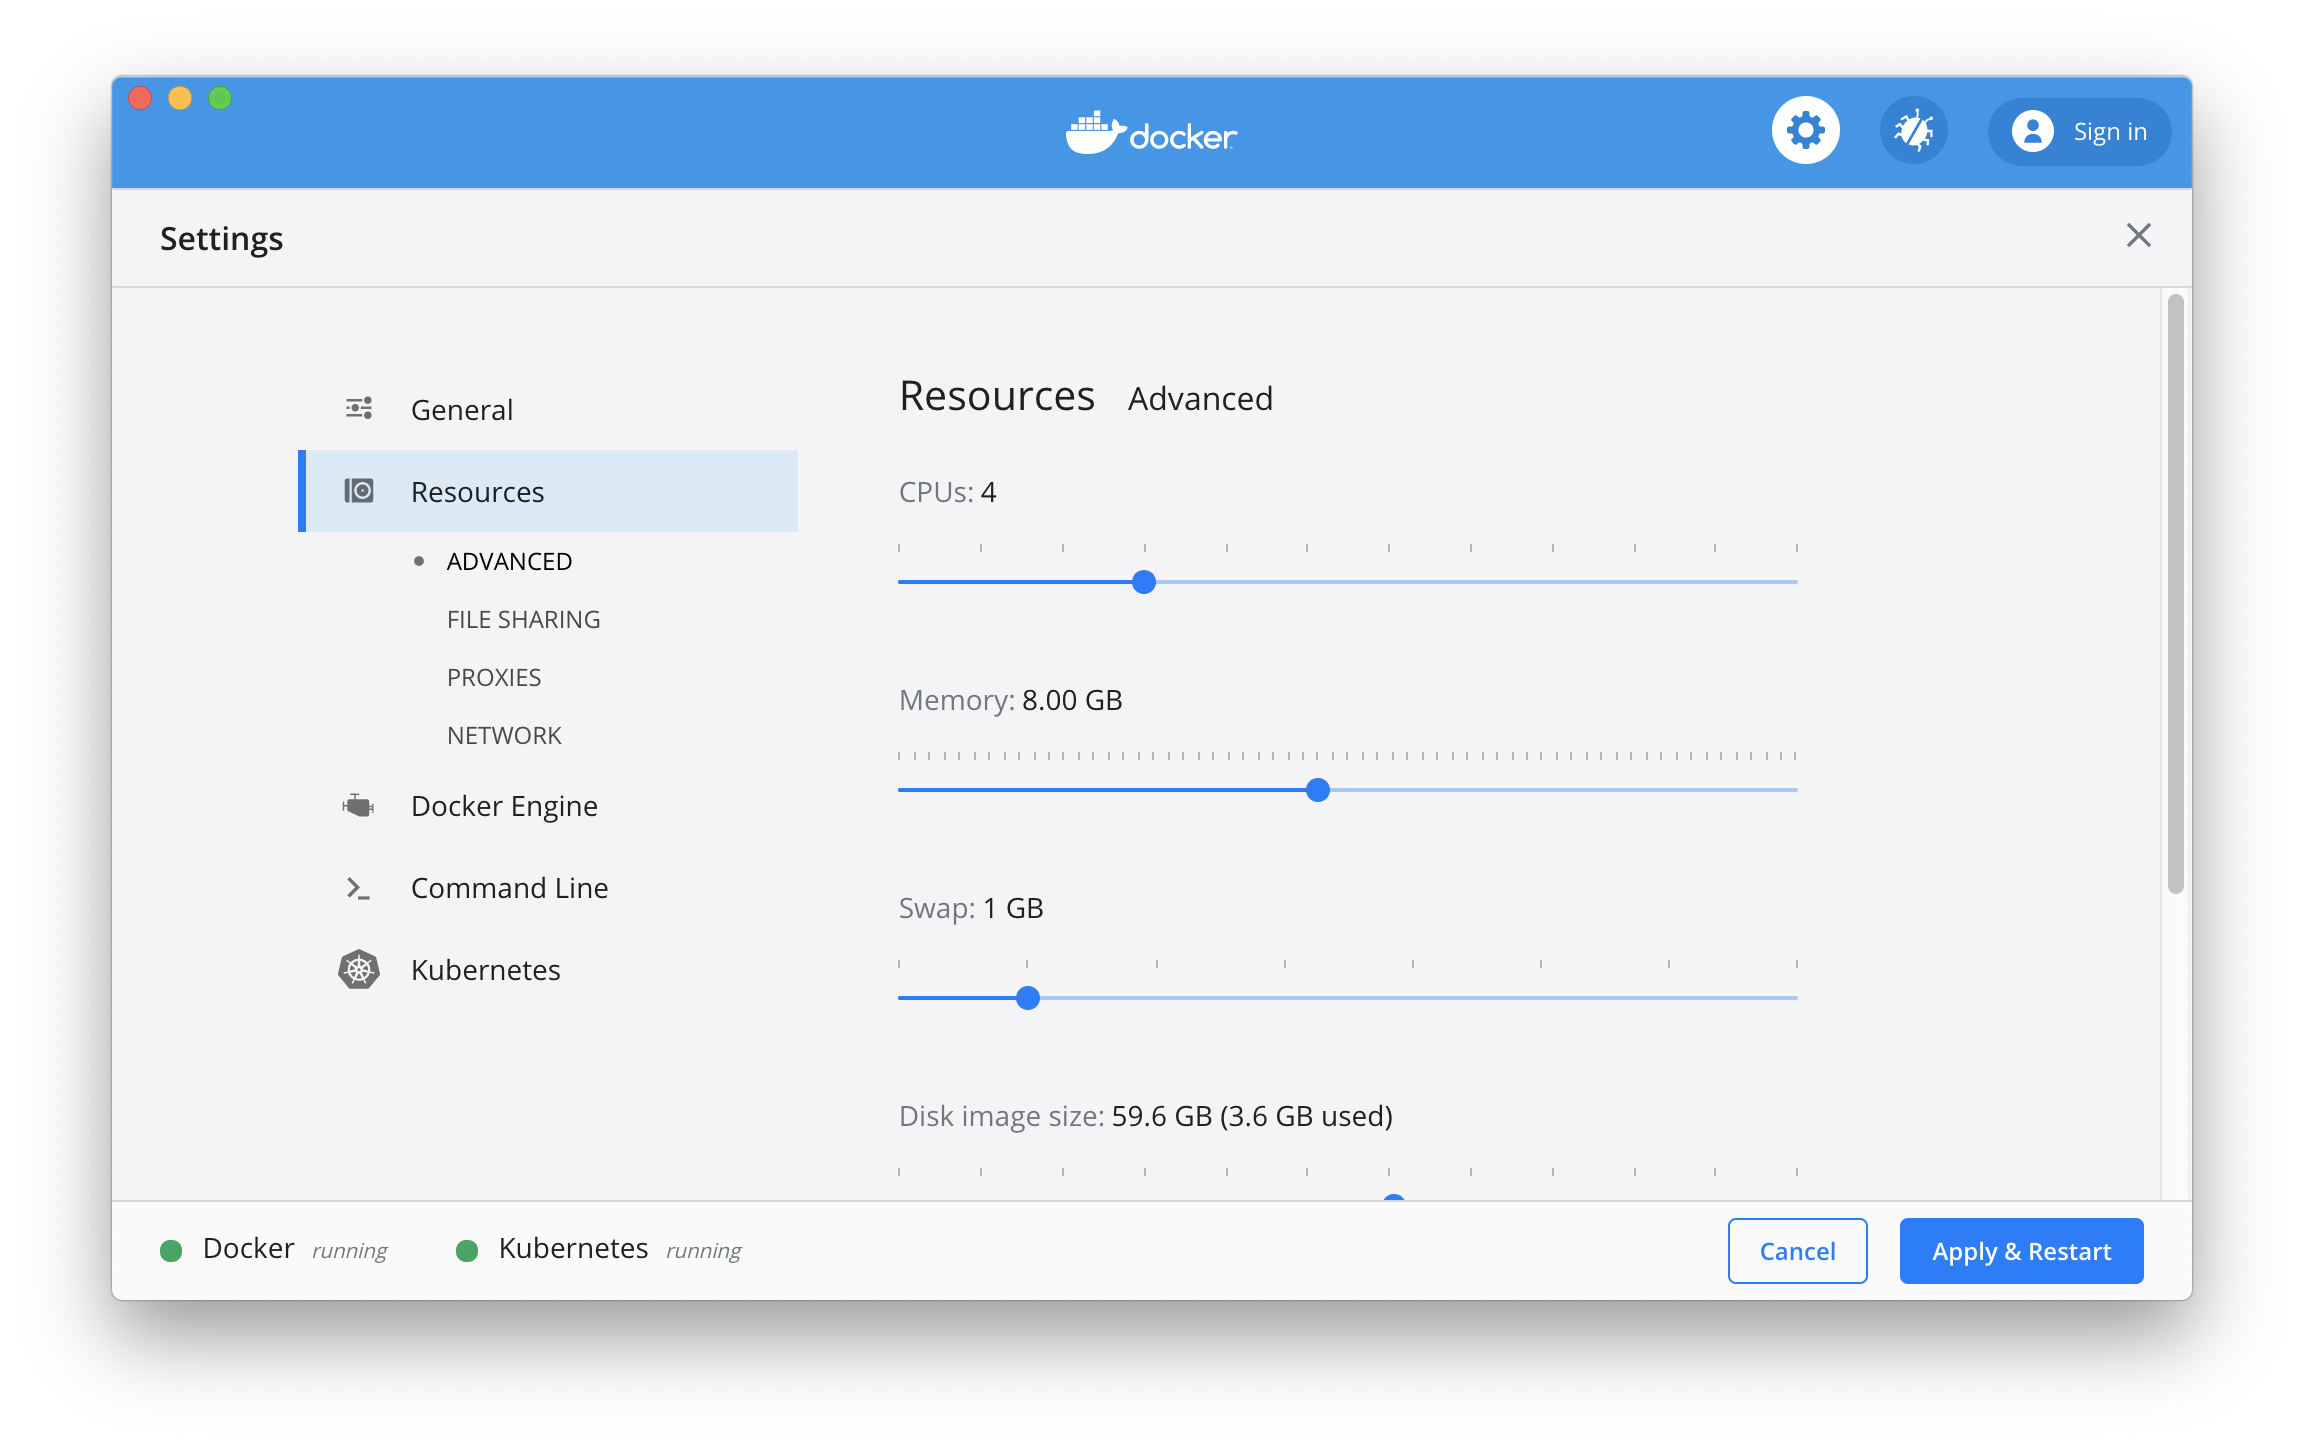 docker
Sign in
Settings
General
Resources
ADVANCED
FILE SHARING
PROXIES
NETWORK
Docker Engine
Command Line
Kubernetes
Resources Advanced
CPUs: 4
Memory: 8.00 GB
Swap: 1 GB
Disk image size: 59.6 GB (3.6 GB used)
Docker running Kubernetes running
Cancel
Apply & Restart